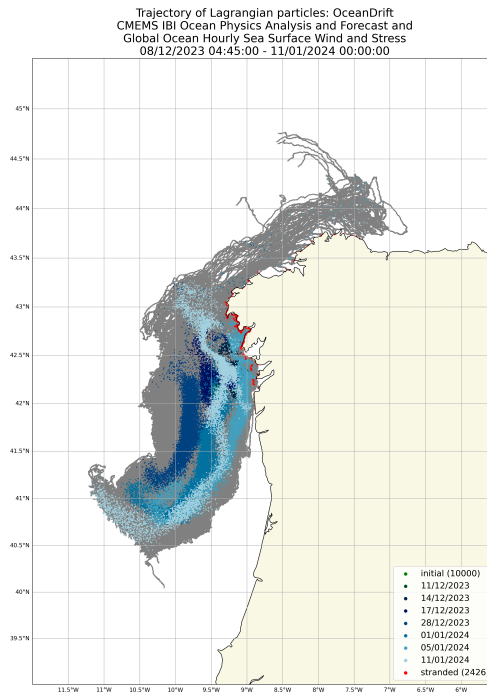 Trajectory of Lagrangian particles: OceanDrift
CMEMS IBI Ocean Physics Analysis and Forecast and
Global Ocean Hourly Sea Surface Wind and Stress
08/12/2023 04:45:00 - 11/01/2024 00:00:00
45°N
44.5°N
44°N
43.5°N
43°N
42.5°N
42°N
41.5°N
41°N
40.5°N
40°N
39.5°N
initial (10000)
11/12/2023
14/12/2023
17/12/2023
28/12/2023
01/01/2024
05/01/2024
11/01/2024
stranded (2426
11.5°W 11°W 10.5°W 10°W 9.5°W 9°W 8.5°W 8°W 7.5°W 7°W 6.5°W 6°W